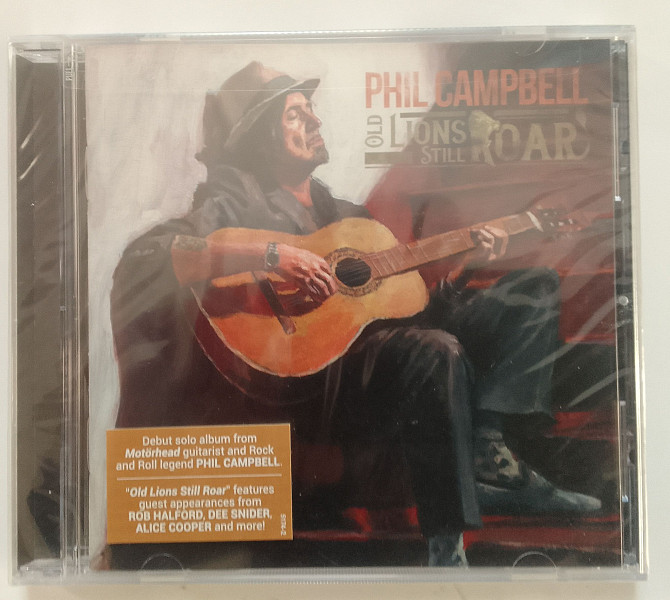 PHIL CAMPBELL
OLD LIONS
STILL ROAR
Debut solo album from
Motörhead guitarist and Rock
and Roll legend PHIL CAMPBELL.
"Old Lions Still Roar" features
guest appearances from
ROB HALFORD, DEE SNIDER,
ALICE COOPER and more!